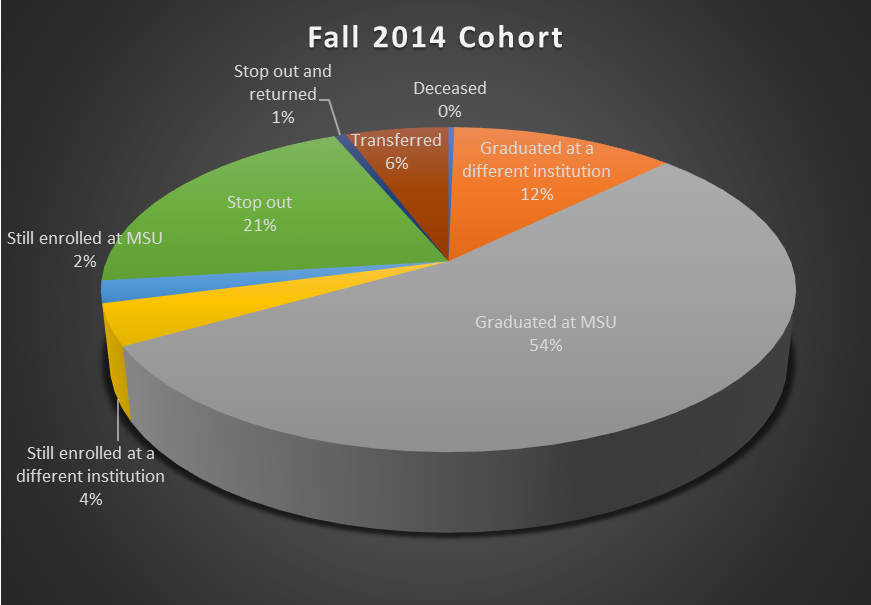 Fall 2014 Cohort
Stop out and
returned
1%
Deceased
0%
Transferred
6%
Graduated at a
different institution
12%
Stop out
21%
Still enrolled at MSU
2%
Graduated at MSU
54%
Still enrolled at a
different institution
4%